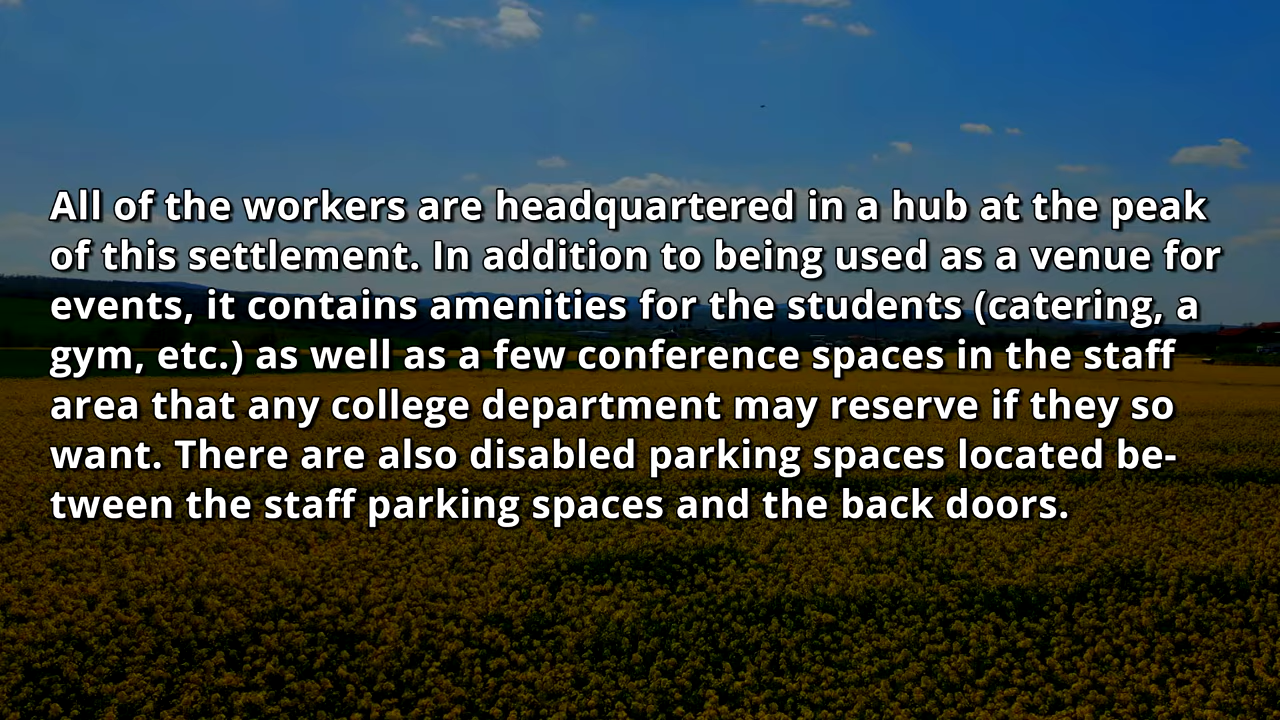 All of the workers are headquartered in a hub at the peak
of this settlement. In addition to being used as a venue for
events, it contains amenities for the students (catering, a
gym, etc.) as well as a few conference spaces in the staff
area that any college department may reserve if they so
want. There are also disabled parking spaces located be-
tween the staff parking spaces and the back doors.